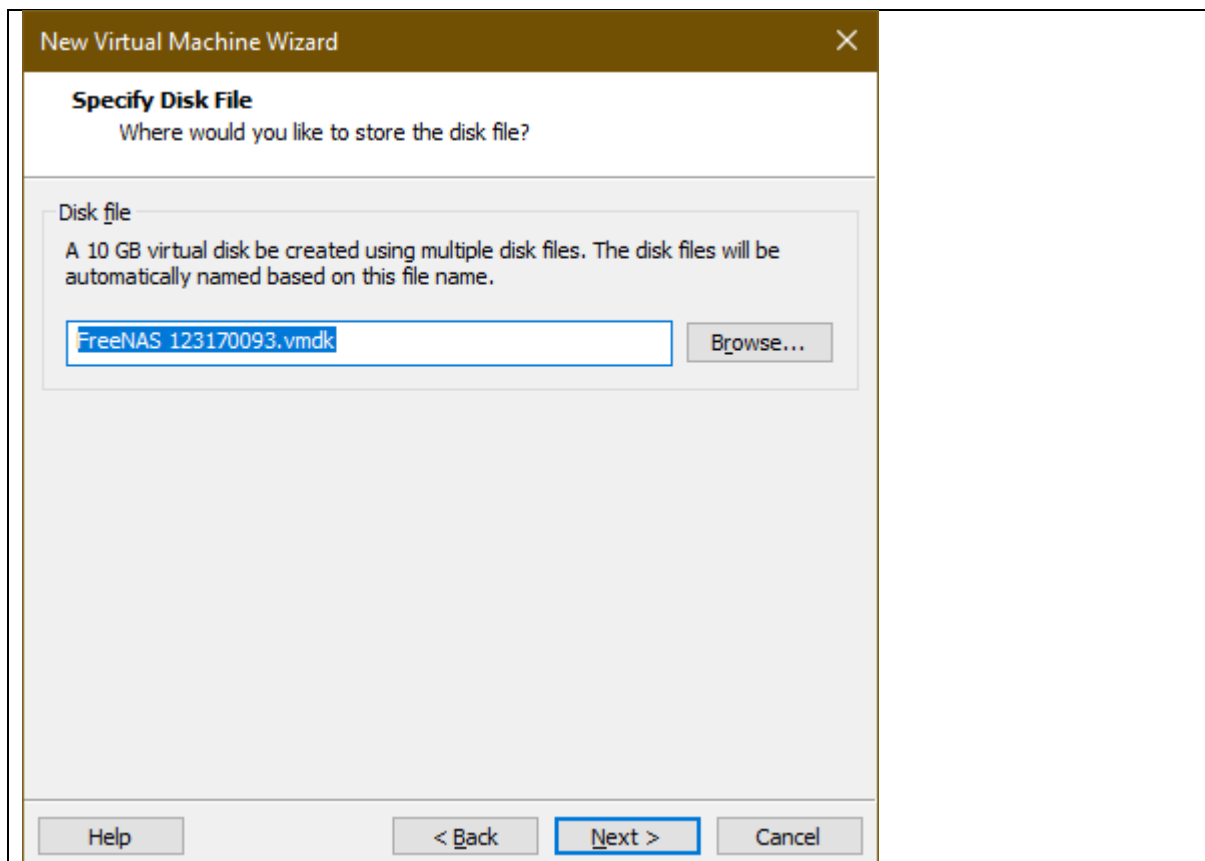 New Virtual Machine Wizard
Specify Disk File
Where would you like to store the disk file?
Disk file
A 10 GB virtual disk be created using multiple disk files. The disk files will be
automatically named based on this file name.
FreeNAS 123170093.vmdk
Browse...
Help
< Back
Next >
Cancel